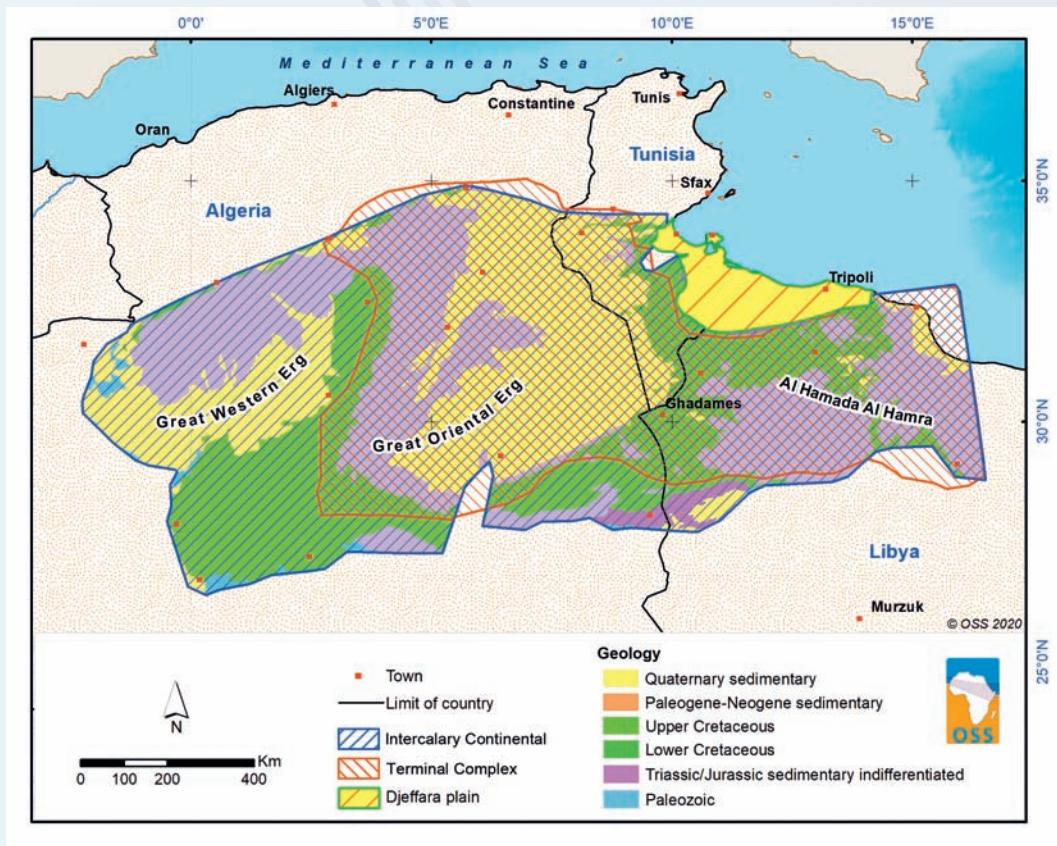 0°0'
5°0'E
10°0'E
15°0'E
Mediterranean Sea
Algiers
Constantine
Tunis
Oran
Tunisia
35°0'N
Sfax
Algeria
Tripoli
Great Western Erg
Great Oriental Erg
Ghadames
Al Hamada Al Hamra
30°0'N
Libya
Murzuk
© OSS 2020
25°0'N
Geology
Town
Limit of country
Intercalary Continental
Terminal Complex
Djeffara plain
Quaternary sedimentary
Paleogene-Neogene sedimentary
Upper Cretaceous
Lower Cretaceous
Triassic/Jurassic sedimentary indifferentiated
Paleozoic
N
Km
0 100 200 400
OSS